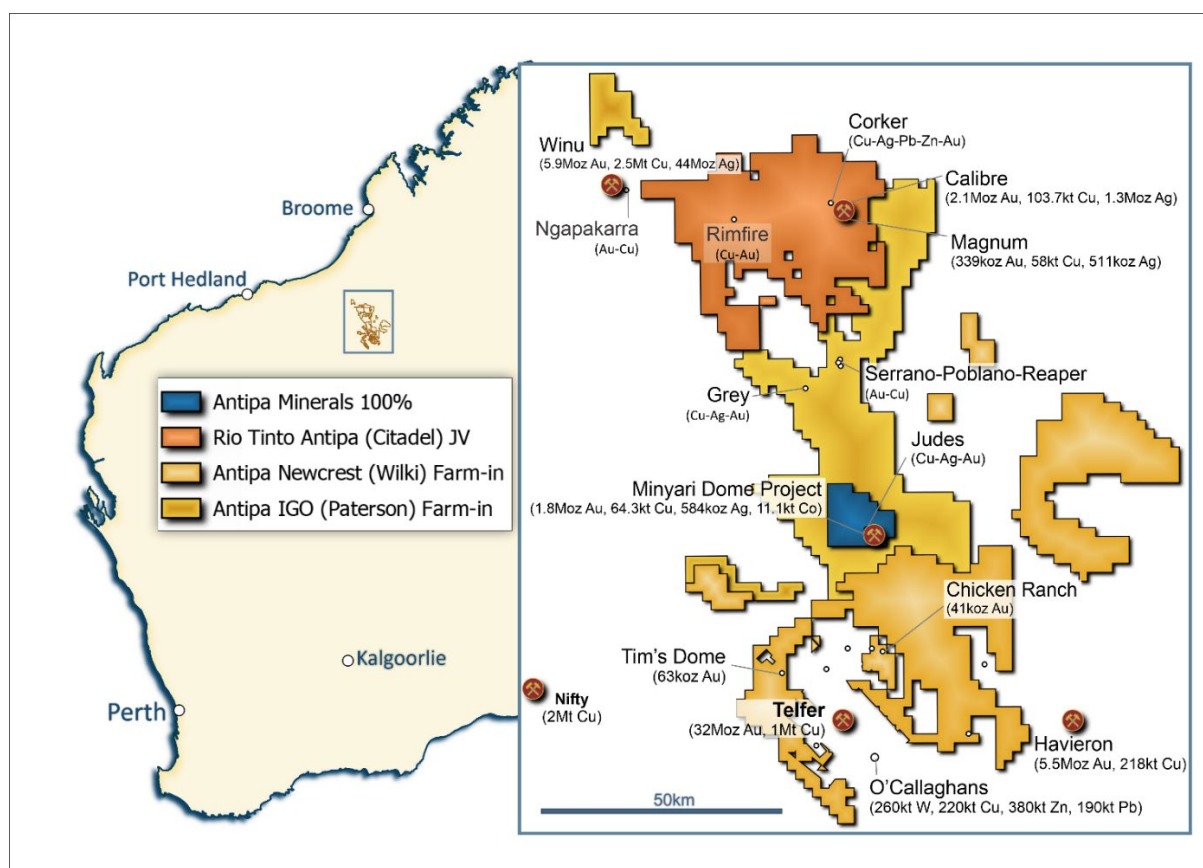 Broome
Port Hedland
Kalgoorlie
Perth
Antipa Minerals 100%
Rio Tinto Antipa (Citadel) JV
Antipa Newcrest (Wilki) Farm-in
Antipa IGO (Paterson) Farm-in
Winu
(5.9Moz Au, 2.5Mt Cu, 44Moz Ag)
Ngapakarra
(Au-Cu)
Rimfire
(Cu-Au)
Corker
(Cu-Ag-Pb-Zn-Au)
Calibre
(2.1Moz Au, 103.7kt Cu, 1.3Moz Ag)
Magnum
(339koz Au, 58kt Cu, 511koz Ag)
Serrano-Poblano-Reaper
(Au-Cu)
Grey
(Cu-Ag-Au)
Judes
(Cu-Ag-Au)
Minyari Dome Project
(1.8Moz Au, 64.3kt Cu, 584koz Ag, 11.1kt Co)
Chicken Ranch
(41koz Au)
Tim's Dome
(63koz Au)
Nifty
(2Mt Cu)
Telfer
(32Moz Au, 1Mt Cu)
Havieron
(5.5Moz Au, 218kt Cu)
O'Callaghans
(260kt W, 220kt Cu, 380kt Zn, 190kt Pb)
50km